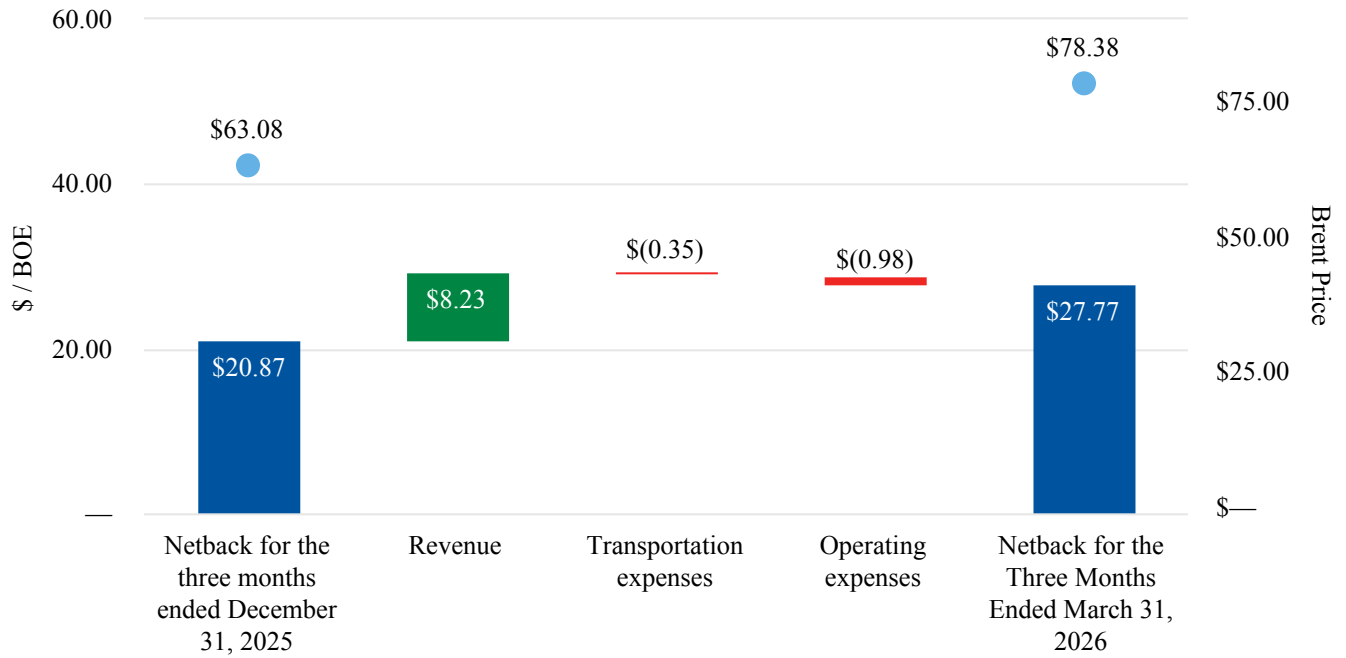 60.00
40.00
20.00
—
$ / BOE
$63.08
$20.87
$8.23
$(0.35)
$(0.98)
$78.38
$27.77
$75.00
$50.00
$25.00
$—
Brent Price
Netback for the
three months
ended December
31, 2025
Revenue
Transportation
expenses
Operating
expenses
Netback for the
Three Months
Ended March 31,
2026